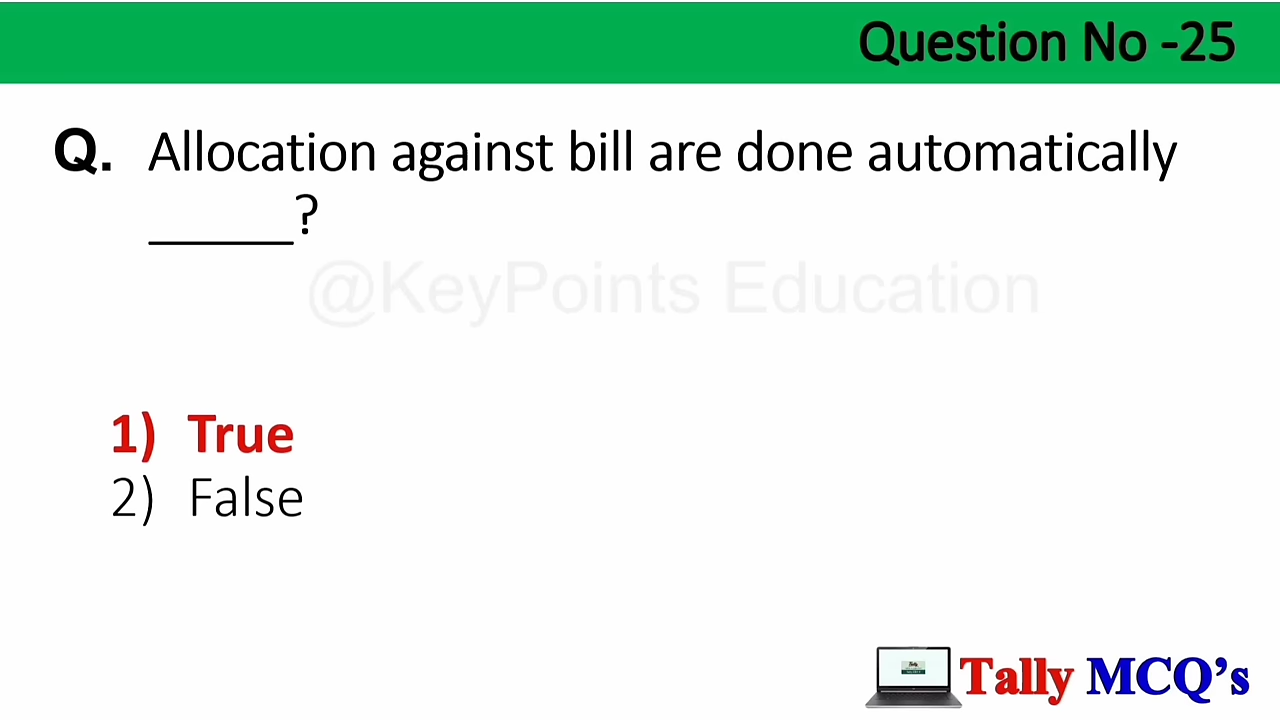 Question No -25
Q. Allocation against bill are done automatically
_____?
@KeyPoints Education
1) True
2) False
Tally MCQ's